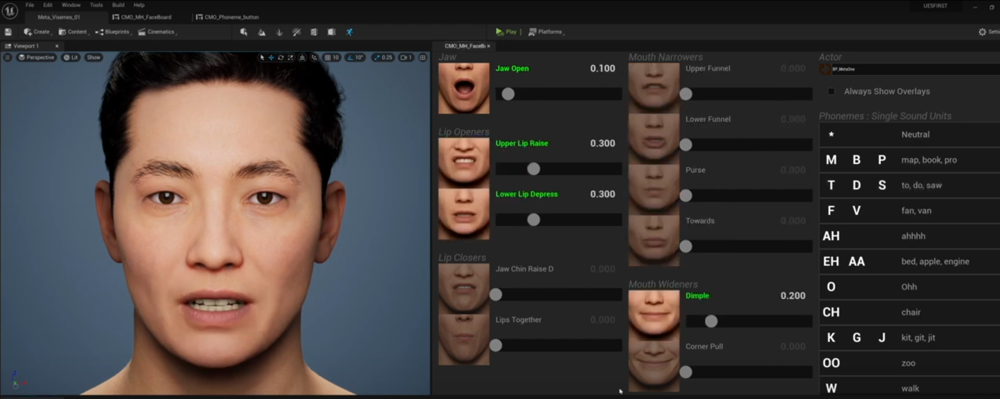 File Edit Window Tools Build Help
UE5FIRST
Meta_Visemes_01
CMO_MH_FaceBoard
CMO_Phoneme_button
Create
Content
Blueprints
Cinematics
Play
Platforms
Setti
Viewport 1
Perspective
Lit
Show
10
10°
0.25
1
CMO_MH_FaceB
Jaw
Jaw Open 0.100
Lip Openers
Upper Lip Raise 0.300
Lower Lip Depress 0.300
Lip Closers
Jaw Chin Raise D 0.000
Lips Together 0.000
Mouth Narrowers
Upper Funnel 0.000
Lower Funnel 0.000
Purse 0.000
Towards 0.000
Mouth Wideners
Dimple 0.200
Corner Pull 0.000
Actor
BP_MetaOne
Always Show Overlays
Phonemes : Single Sound Units
* Neutral
M B P map, book, pro
T D S to, do, saw
F V fan, van
AH ahhhh
EH AA bed, apple, engine
O Ohh
CH chair
K G J kit, git, jit
OO zoo
W walk
Z
Y